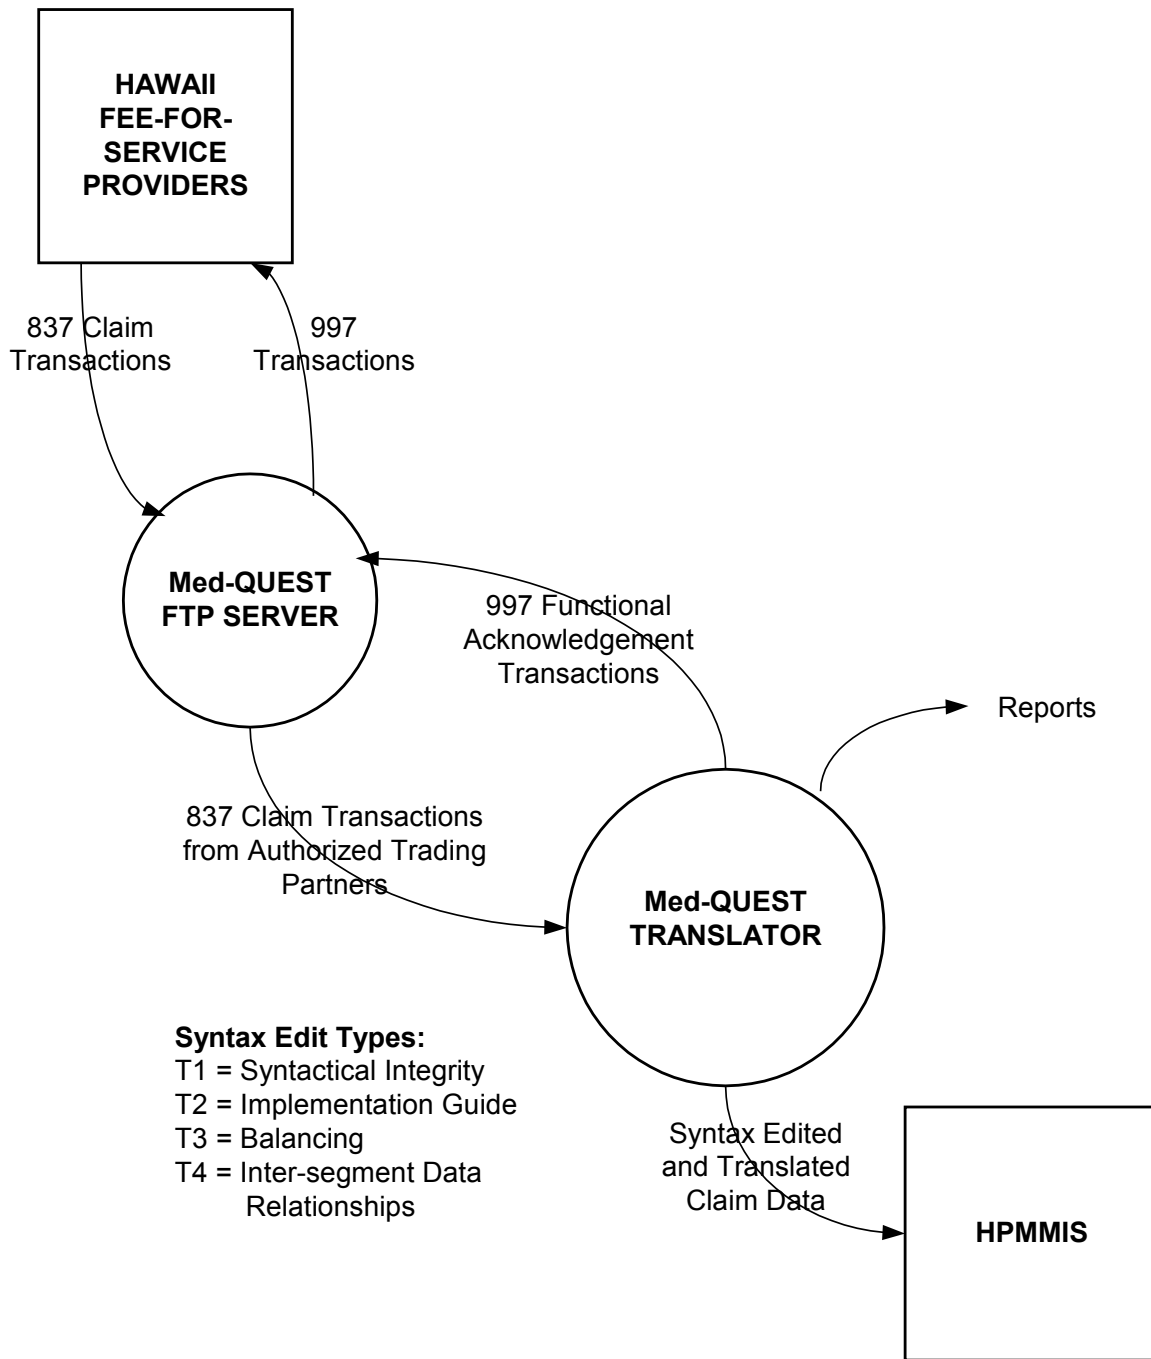 HAWAII
FEE-FOR-
SERVICE
PROVIDERS
837 Claim
Transactions
997
Transactions
Med-QUEST
FTP SERVER
997 Functional
Acknowledgement
Transactions
Reports
837 Claim Transactions
from Authorized Trading
Partners
Med-QUEST
TRANSLATOR
Syntax Edit Types:
T1 = Syntactical Integrity
T2 = Implementation Guide
T3 = Balancing
T4 = Inter-segment Data
Relationships
Syntax Edited
and Translated
Claim Data
HPMMIS